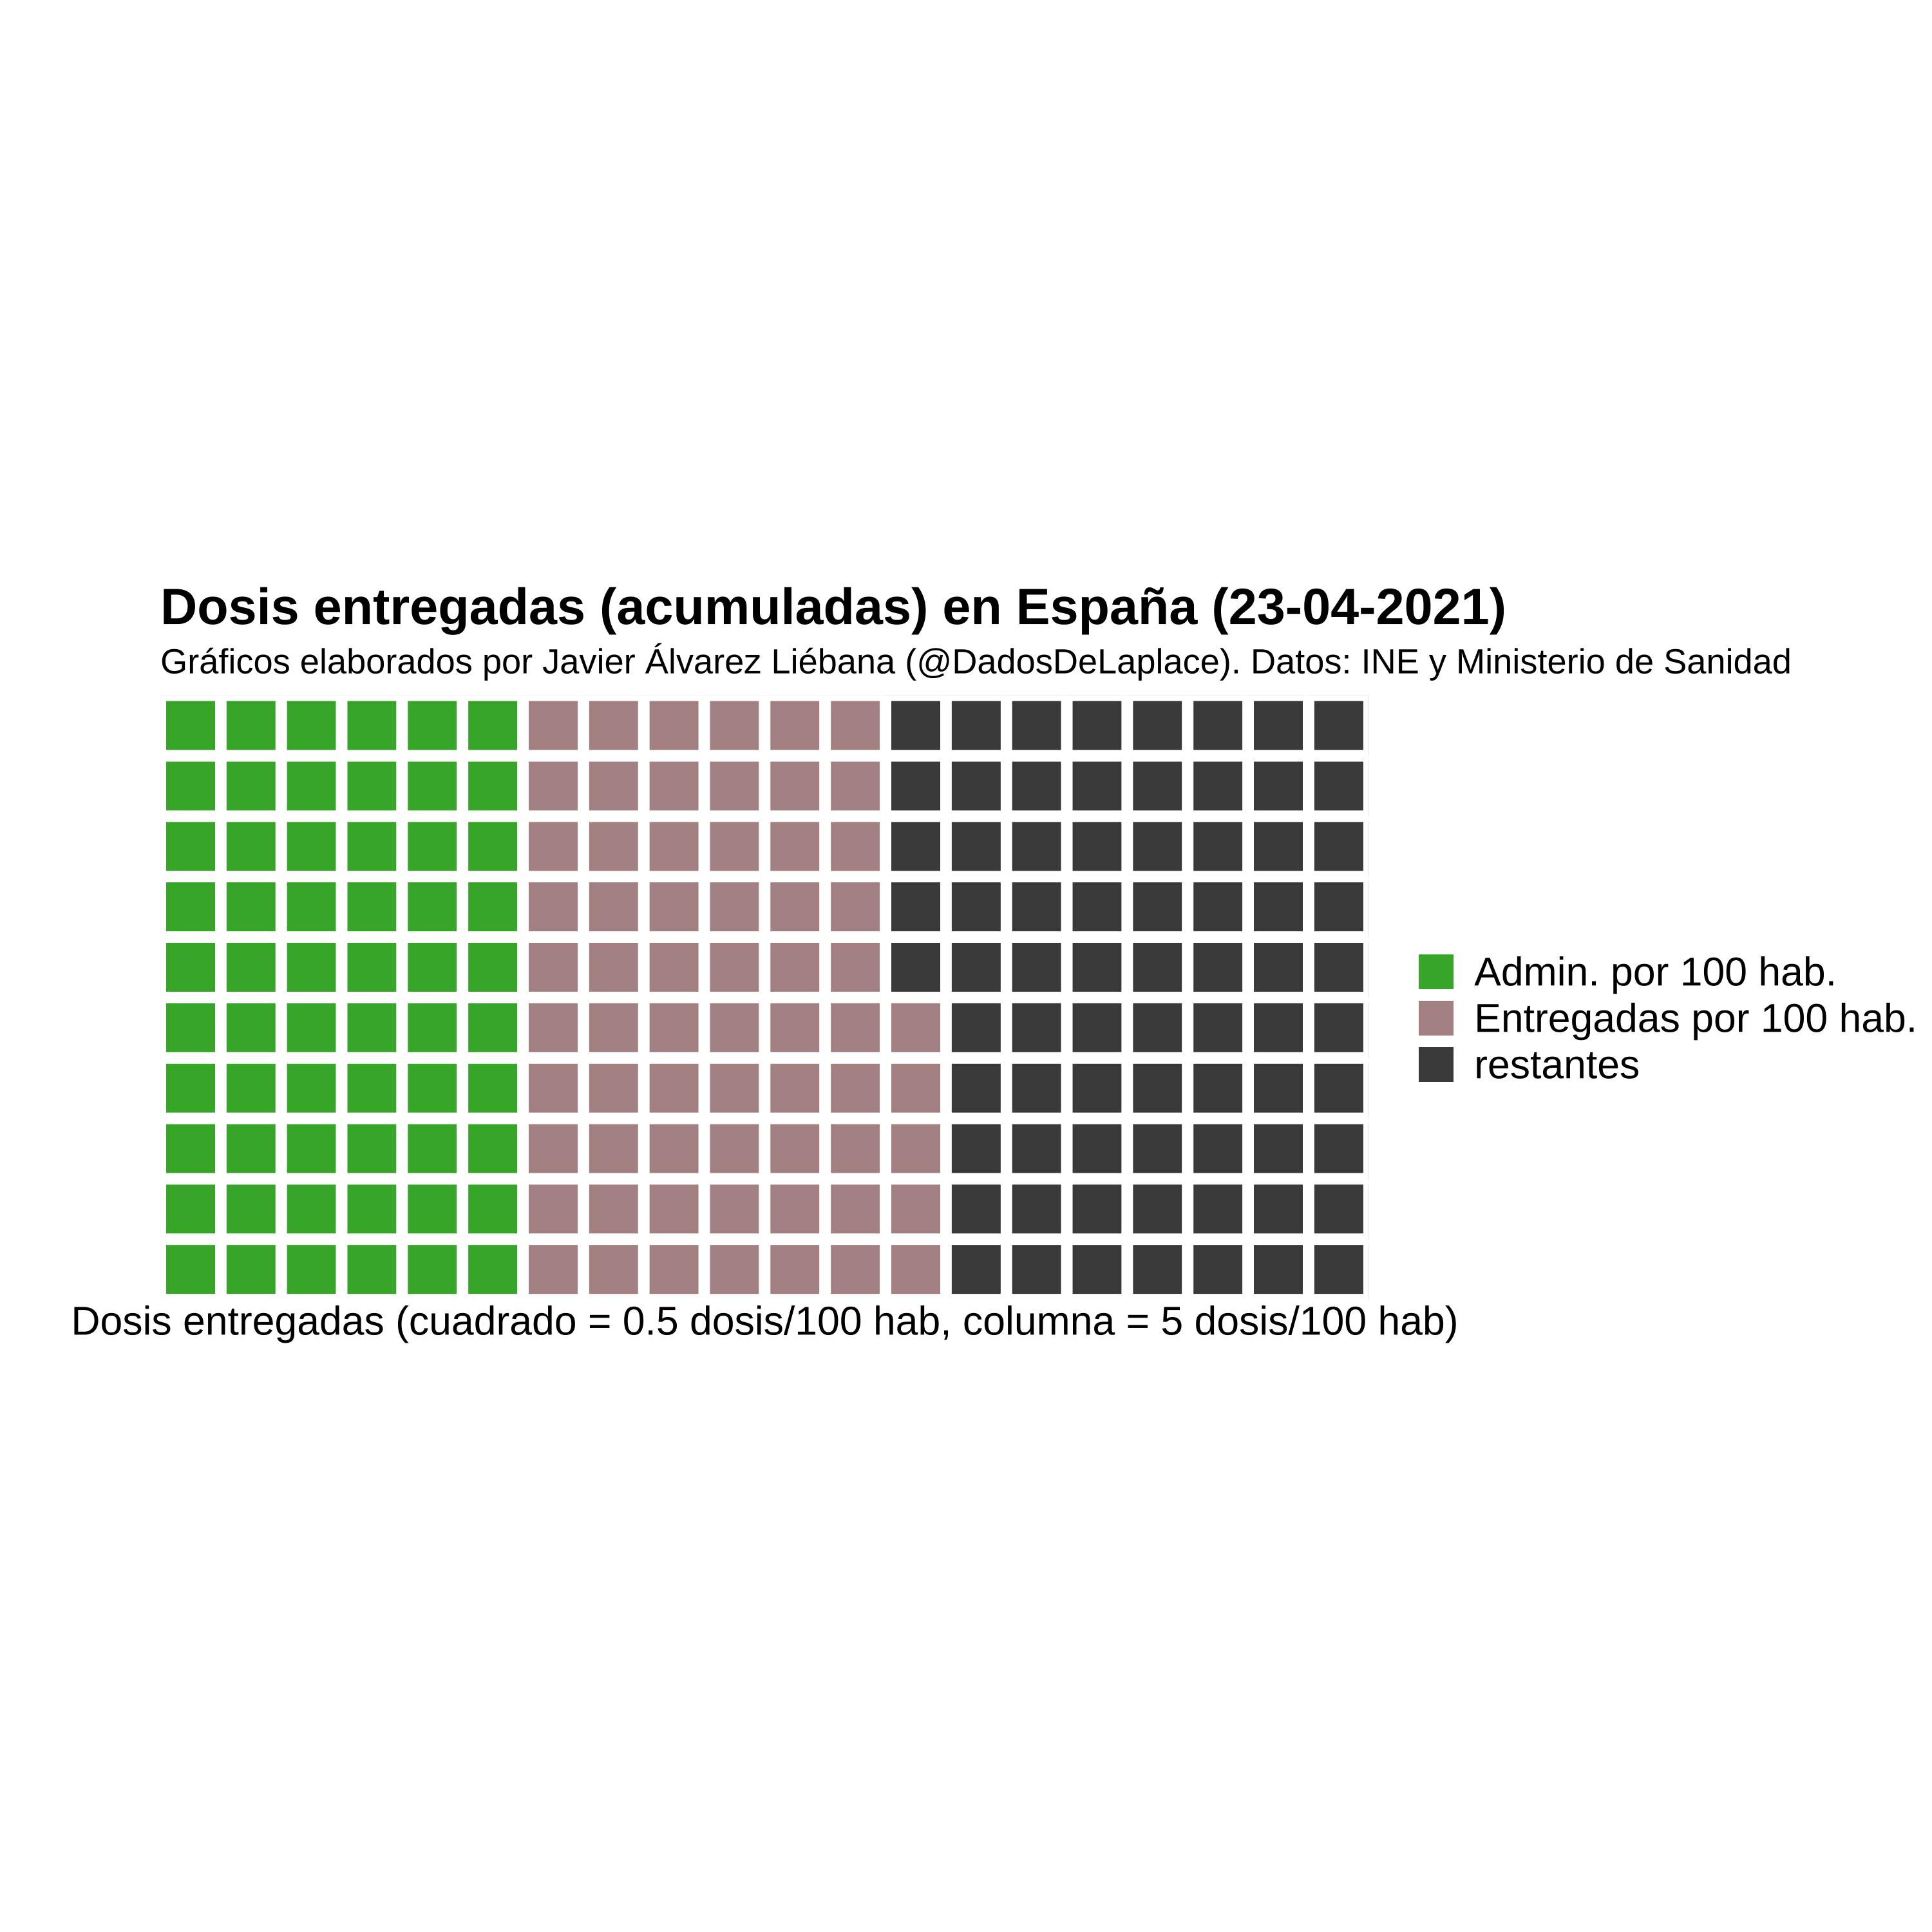 Dosis entregadas (acumuladas) en España (23-04-2021)
Gráficos elaborados por Javier Álvarez Liébana (@DadosDeLaplace). Datos: INE y Ministerio de Sanidad
Admin. por 100 hab.
Entregadas por 100 hab.
restantes
Dosis entregadas (cuadrado = 0.5 dosis/100 hab, columna = 5 dosis/100 hab)